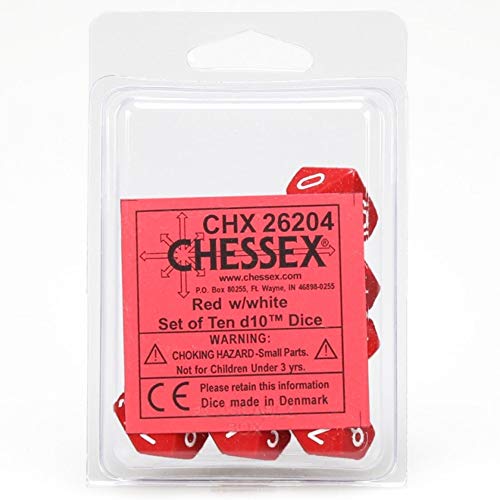 0
CHX 26204
CHESSEX®
www.chessex.com
P.O. Box 80255, Ft. Wayne, IN 46898-0255
Red w/white
Set of Ten d10™ Dice
WARNING:
CHOKING HAZARD-Small Parts.
Not for Children Under 3 yrs.
CE Please retain this information
Dice made in Denmark
8